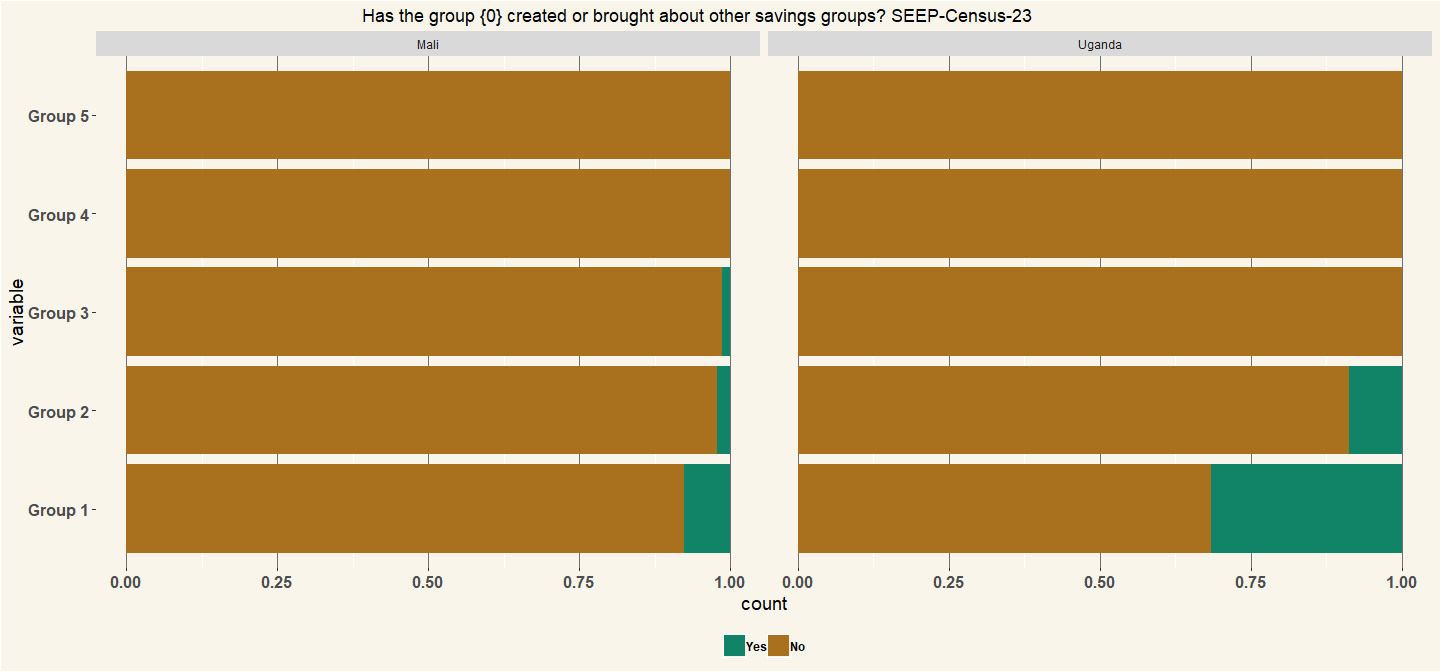 Has the group {0} created or brought about other savings groups? SEEP-Census-23
Mali
Uganda
variable
Group 5
Group 4
Group 3
Group 2
Group 1
0.00 0.25 0.50 0.75 1.00
0.00 0.25 0.50 0.75 1.00
count
Yes No